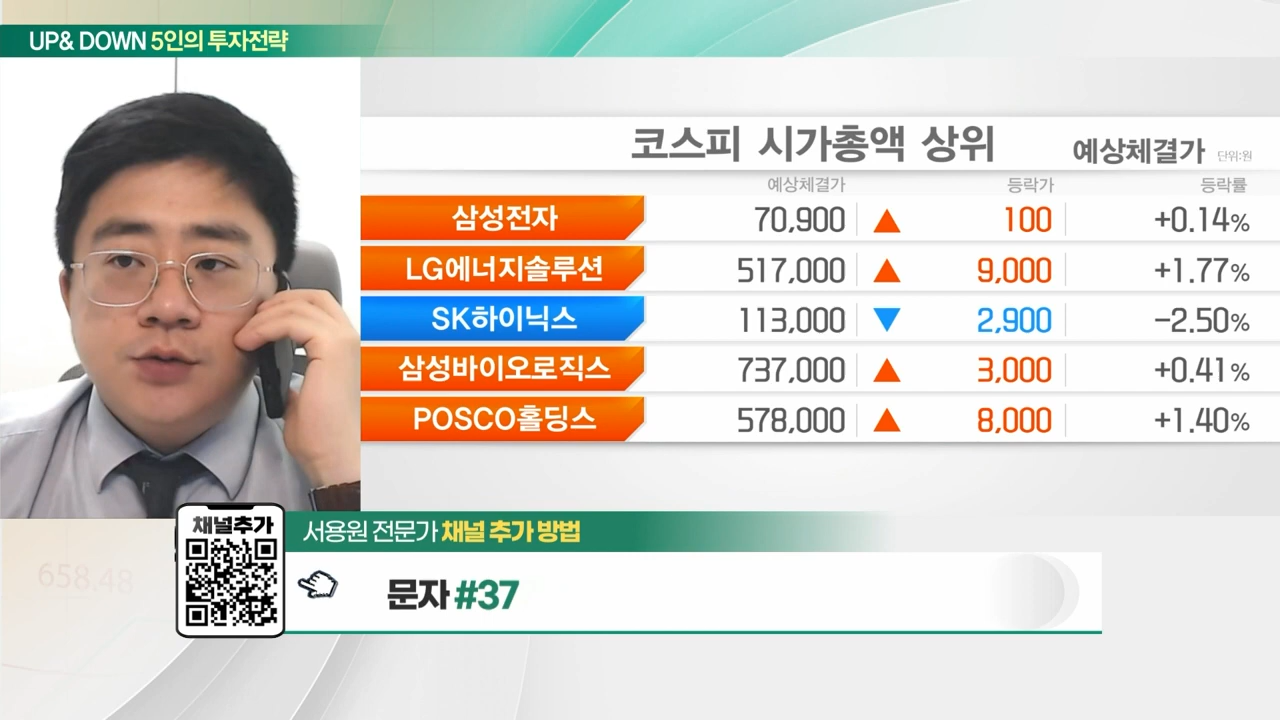 UP& DOWN 5인의 투자전략
코스피 시가총액 상위 예상체결가 단위:원
예상체결가 등락가 등락률
삼성전자 70,900 ▲ 100 +0.14%
LG에너지솔루션 517,000 ▲ 9,000 +1.77%
SK하이닉스 113,000 ▼ 2,900 -2.50%
삼성바이오로직스 737,000 ▲ 3,000 +0.41%
POSCO홀딩스 578,000 ▲ 8,000 +1.40%
채널추가
서용원 전문가 채널 추가 방법
658.48
문자 #37